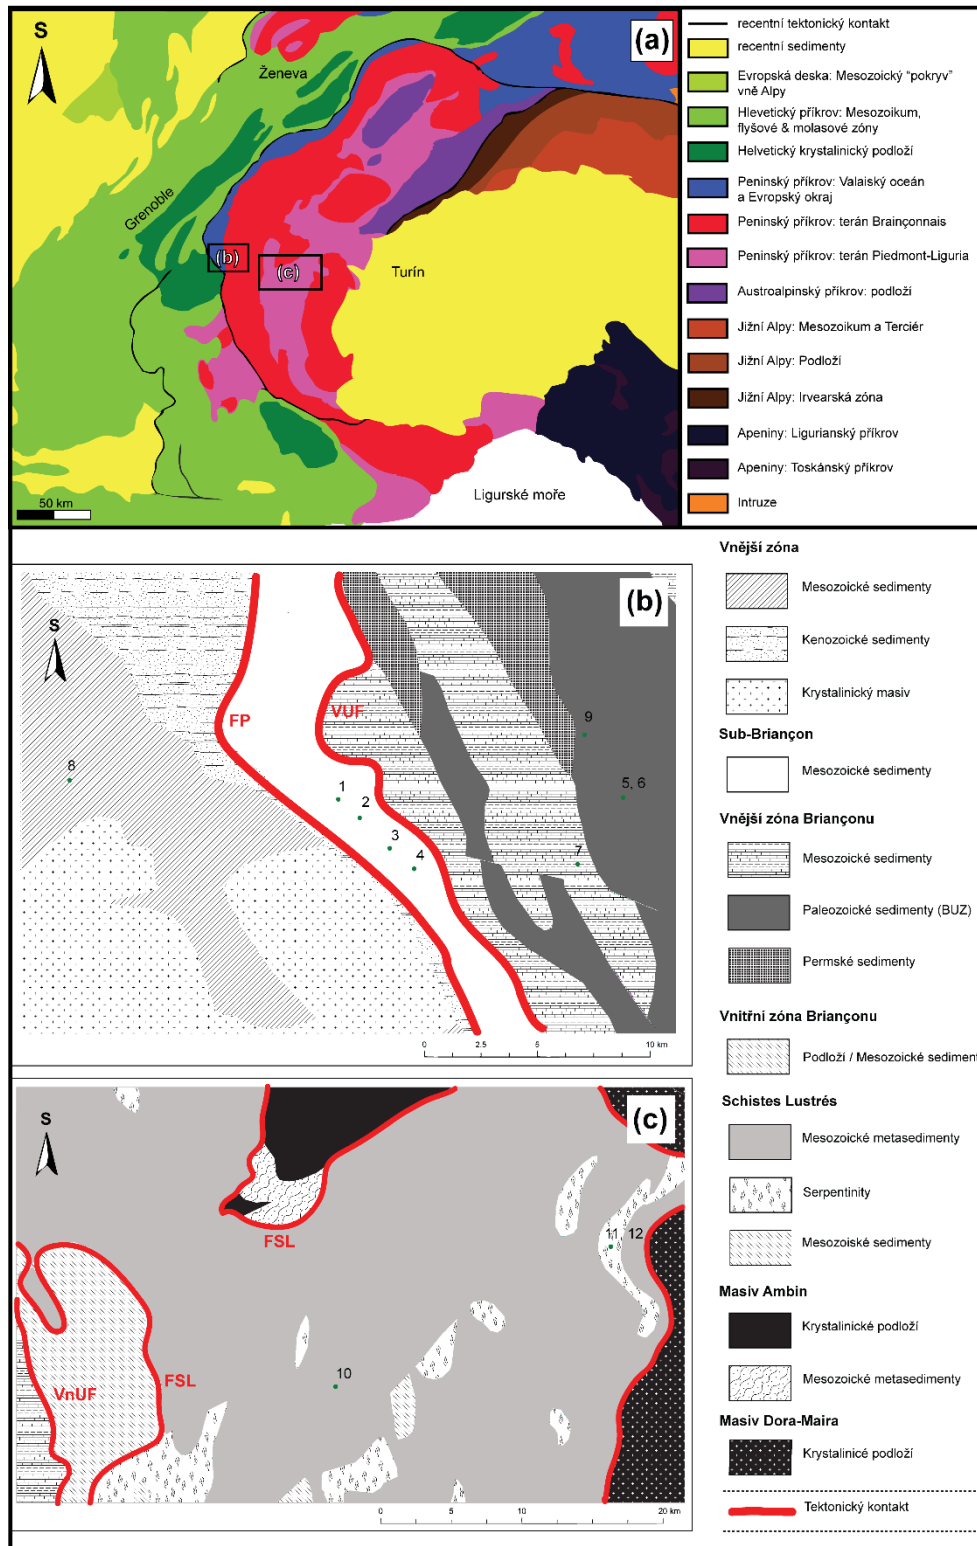 (a)
S
Ženeva
Grenoble
(b)
(c)
Turín
Ligurské moře
50 km
recentní tektonický kontakt
recentní sedimenty
Evropská deska: Mesozoický “pokryv”
vně Alpy
Hlevetický příkrov: Mesozoikum,
flyšové & molasové zóny
Helvetický krystalinický podloží
Peninský příkrov: Valaiský oceán
a Evropský okraj
Peninský příkrov: terán Brainçonnais
Peninský příkrov: terán Piedmont-Liguria
Austroalpinský příkrov: podloží
Jižní Alpy: Mesozoikum a Terciér
Jižní Alpy: Podloží
Jižní Alpy: Irvearská zóna
Apeniny: Ligurianský příkrov
Apeniny: Toskánský příkrov
Intruze
(b)
S
FP
VUF
8
1
2
3
4
9
5, 6
7
0
2.5
5
10 km
Vnější zóna
Mesozoické sedimenty
Kenozoické sedimenty
Krystalinický masiv
Sub-Briançon
Mesozoické sedimenty
Vnější zóna Briançonu
Mesozoické sedimenty
Paleozoické sedimenty (BUZ)
Permské sedimenty
Vnitřní zóna Briançonu
Podloží / Mesozoické sediment
Schistes Lustrés
Mesozoické metasedimenty
Serpentinity
Mesozoiské sedimenty
Masiv Ambin
Krystalinické podloží
Mesozoické metasedimenty
Masiv Dora-Maira
Krystalinicé podloží
Tektonický kontakt
(c)
S
FSL
11
12
FSL
VnUF
10
0
5
10
20 km